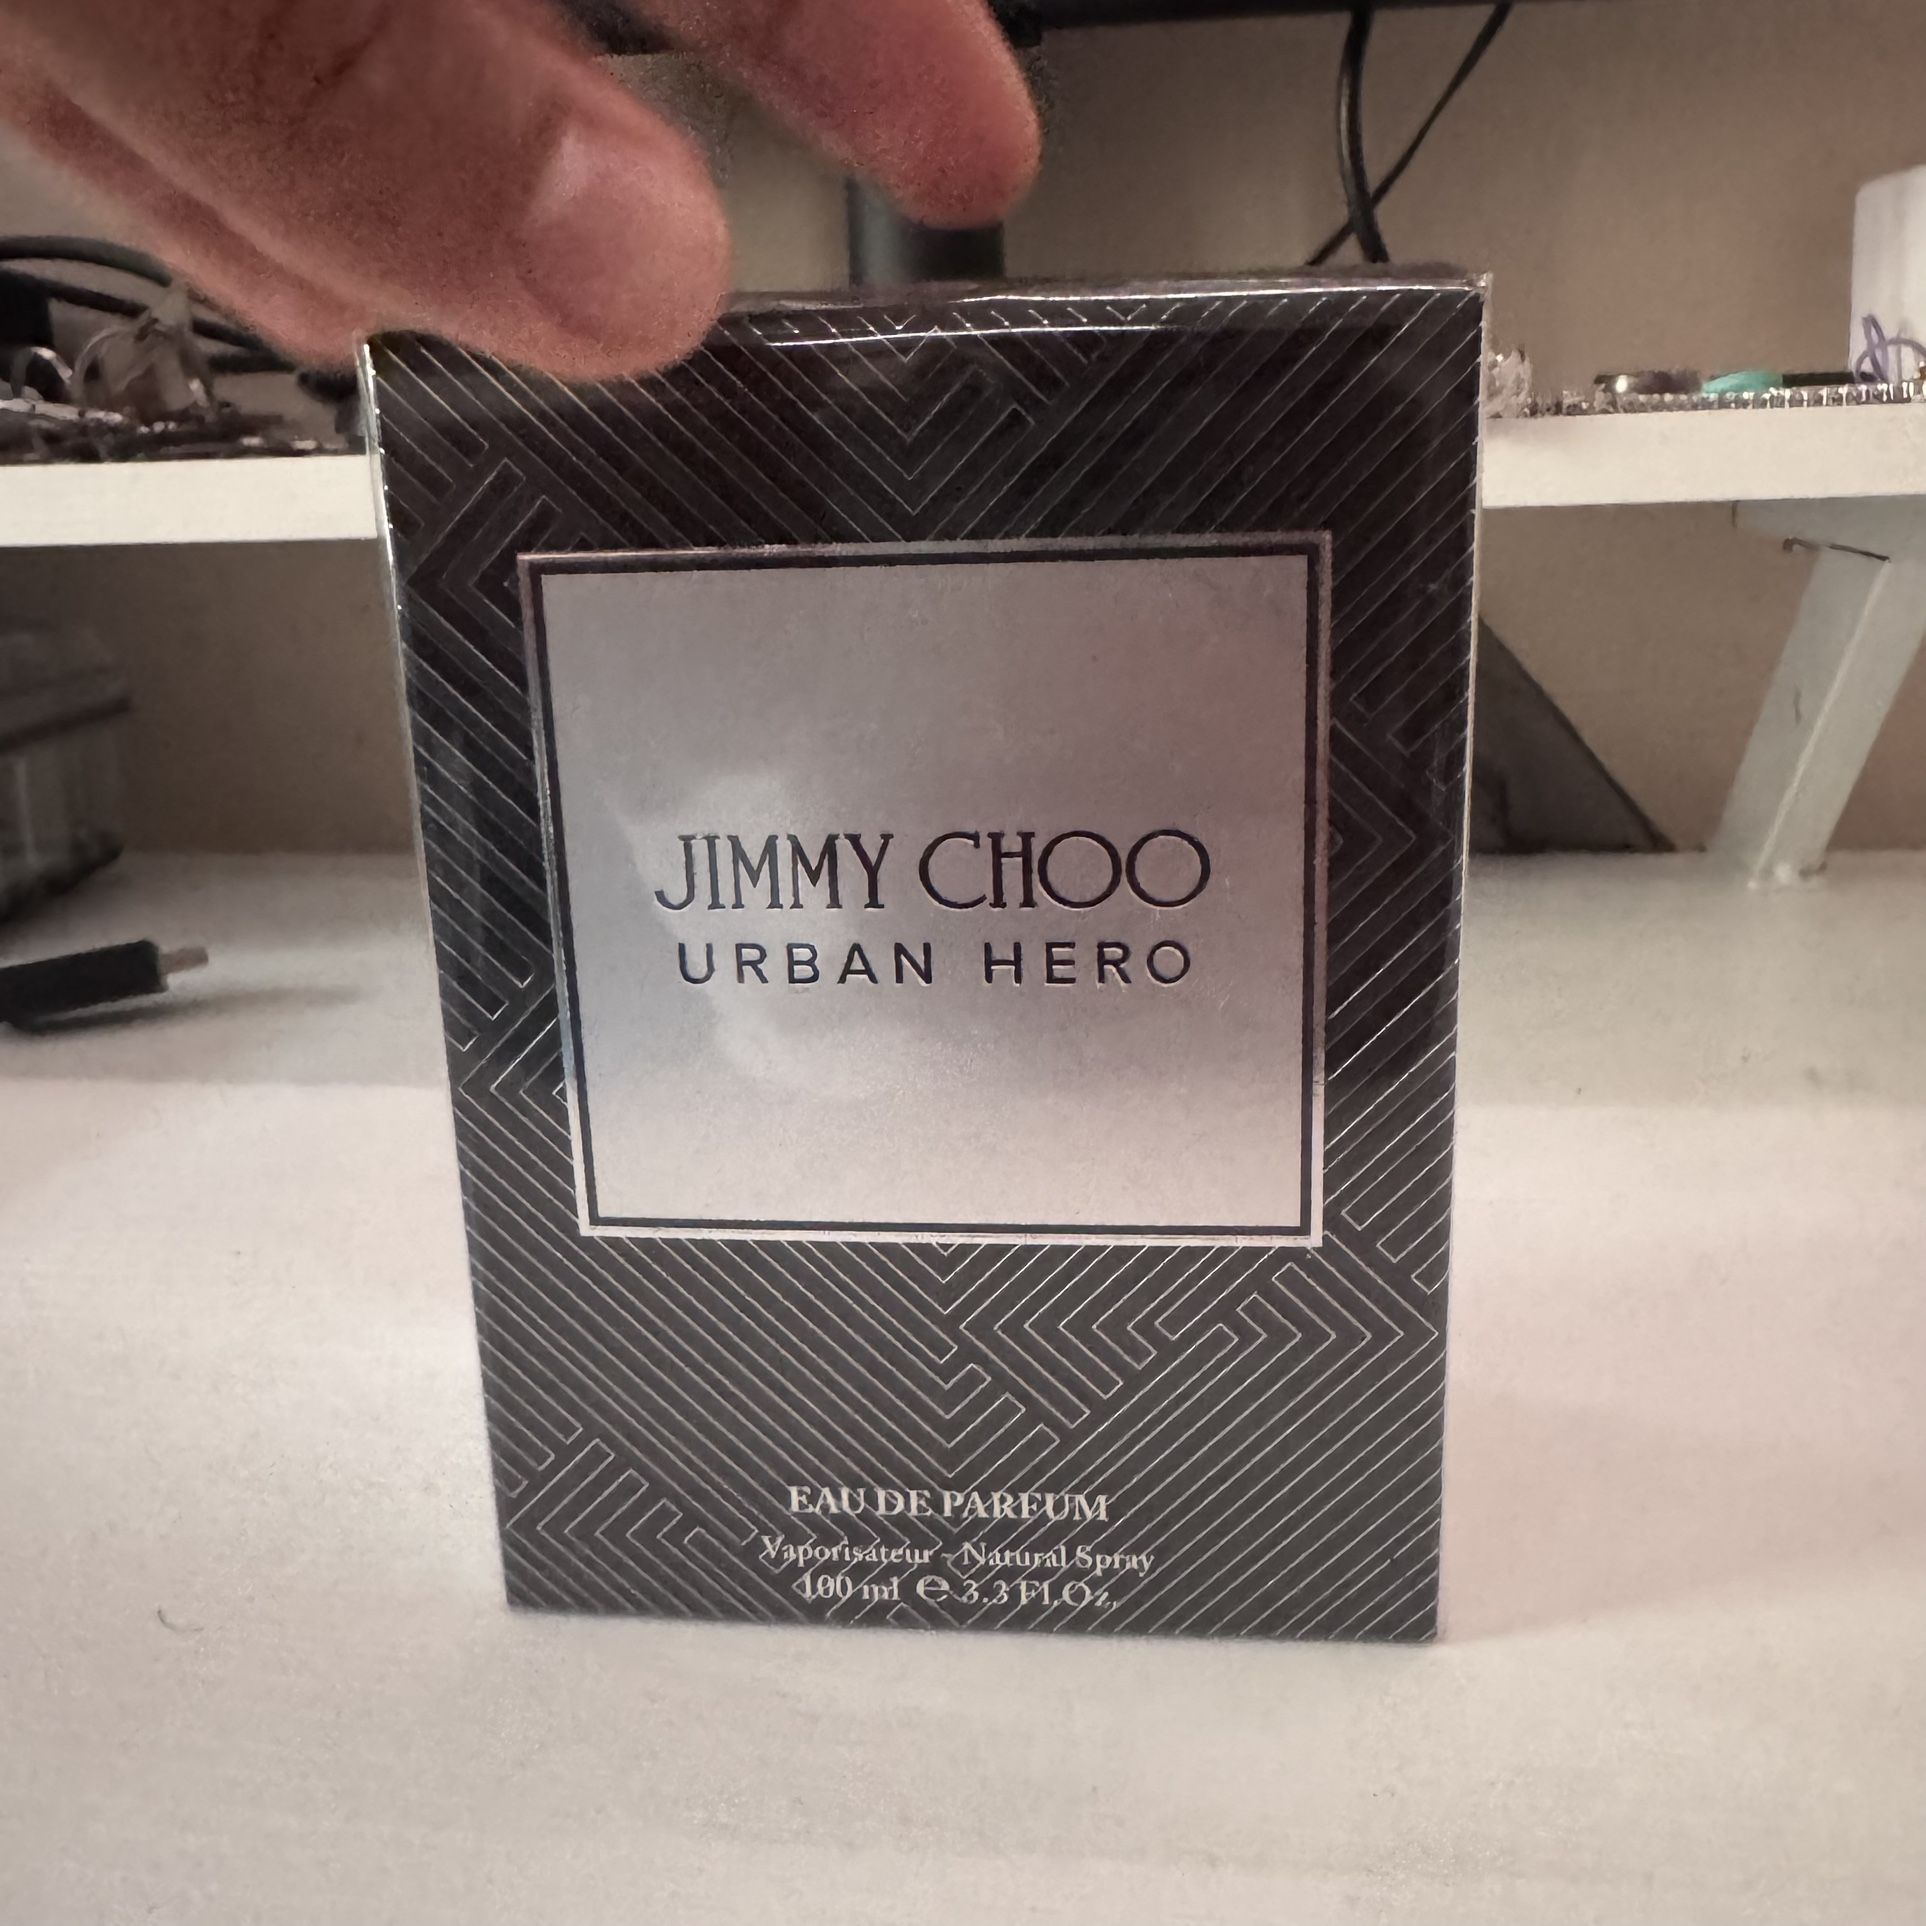 JIMMY CHOO
URBAN HERO
EAU DE PARFUM
Vaporisateur - Natural Spray
100 ml ℮ 3.3 Fl.Oz.